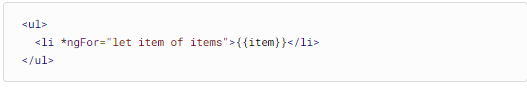 <ul>
  <li *ngFor="let item of items">{{item}}</li>
</ul>